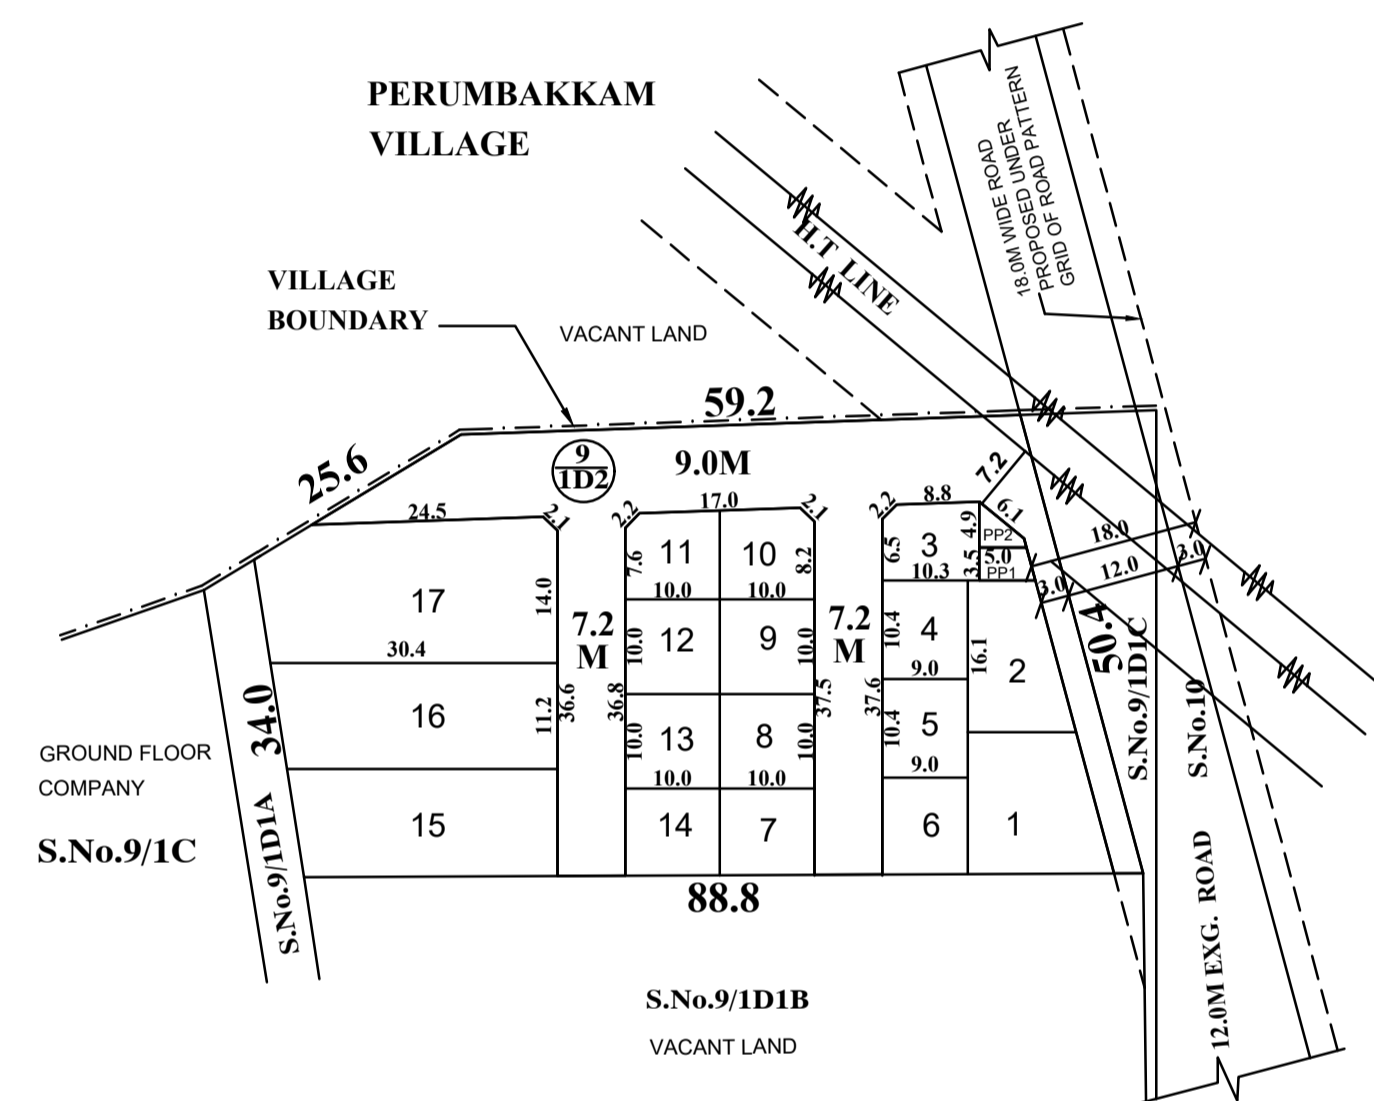 PERUMBAKKAM
VILLAGE
18.0M WIDE ROAD
PROPOSED UNDER
GRID OF ROAD PATTERN
H.T LINE
VILLAGE
BOUNDARY
VACANT LAND
59.2
25.6
9
1D2
9.0M
7.2
24.5
2.1
2.2
17.0
2.1
2.2
8.8
6.1
4.9
PP2
18.0
3.0
12.0
3.0
7.6
11
10
8.2
6.5
3
10.3
3.5
5.0
PP1
10.0
10.0
17
14.0
7.2
M
10.0
12
9
10.0
7.2
M
10.4
4
9.0
16.1
2
50.4
S.No.9/1D1C
S.No.10
30.4
34.0
16
11.2
36.6
36.8
10.0
13
8
10.0
37.5
37.6
10.4
5
9.0
10.0
10.0
GROUND FLOOR
COMPANY
S.No.9/1C
S.No.9/1D1A
15
14
7
6
1
88.8
12.0M EXG. ROAD
S.No.9/1D1B
VACANT LAND